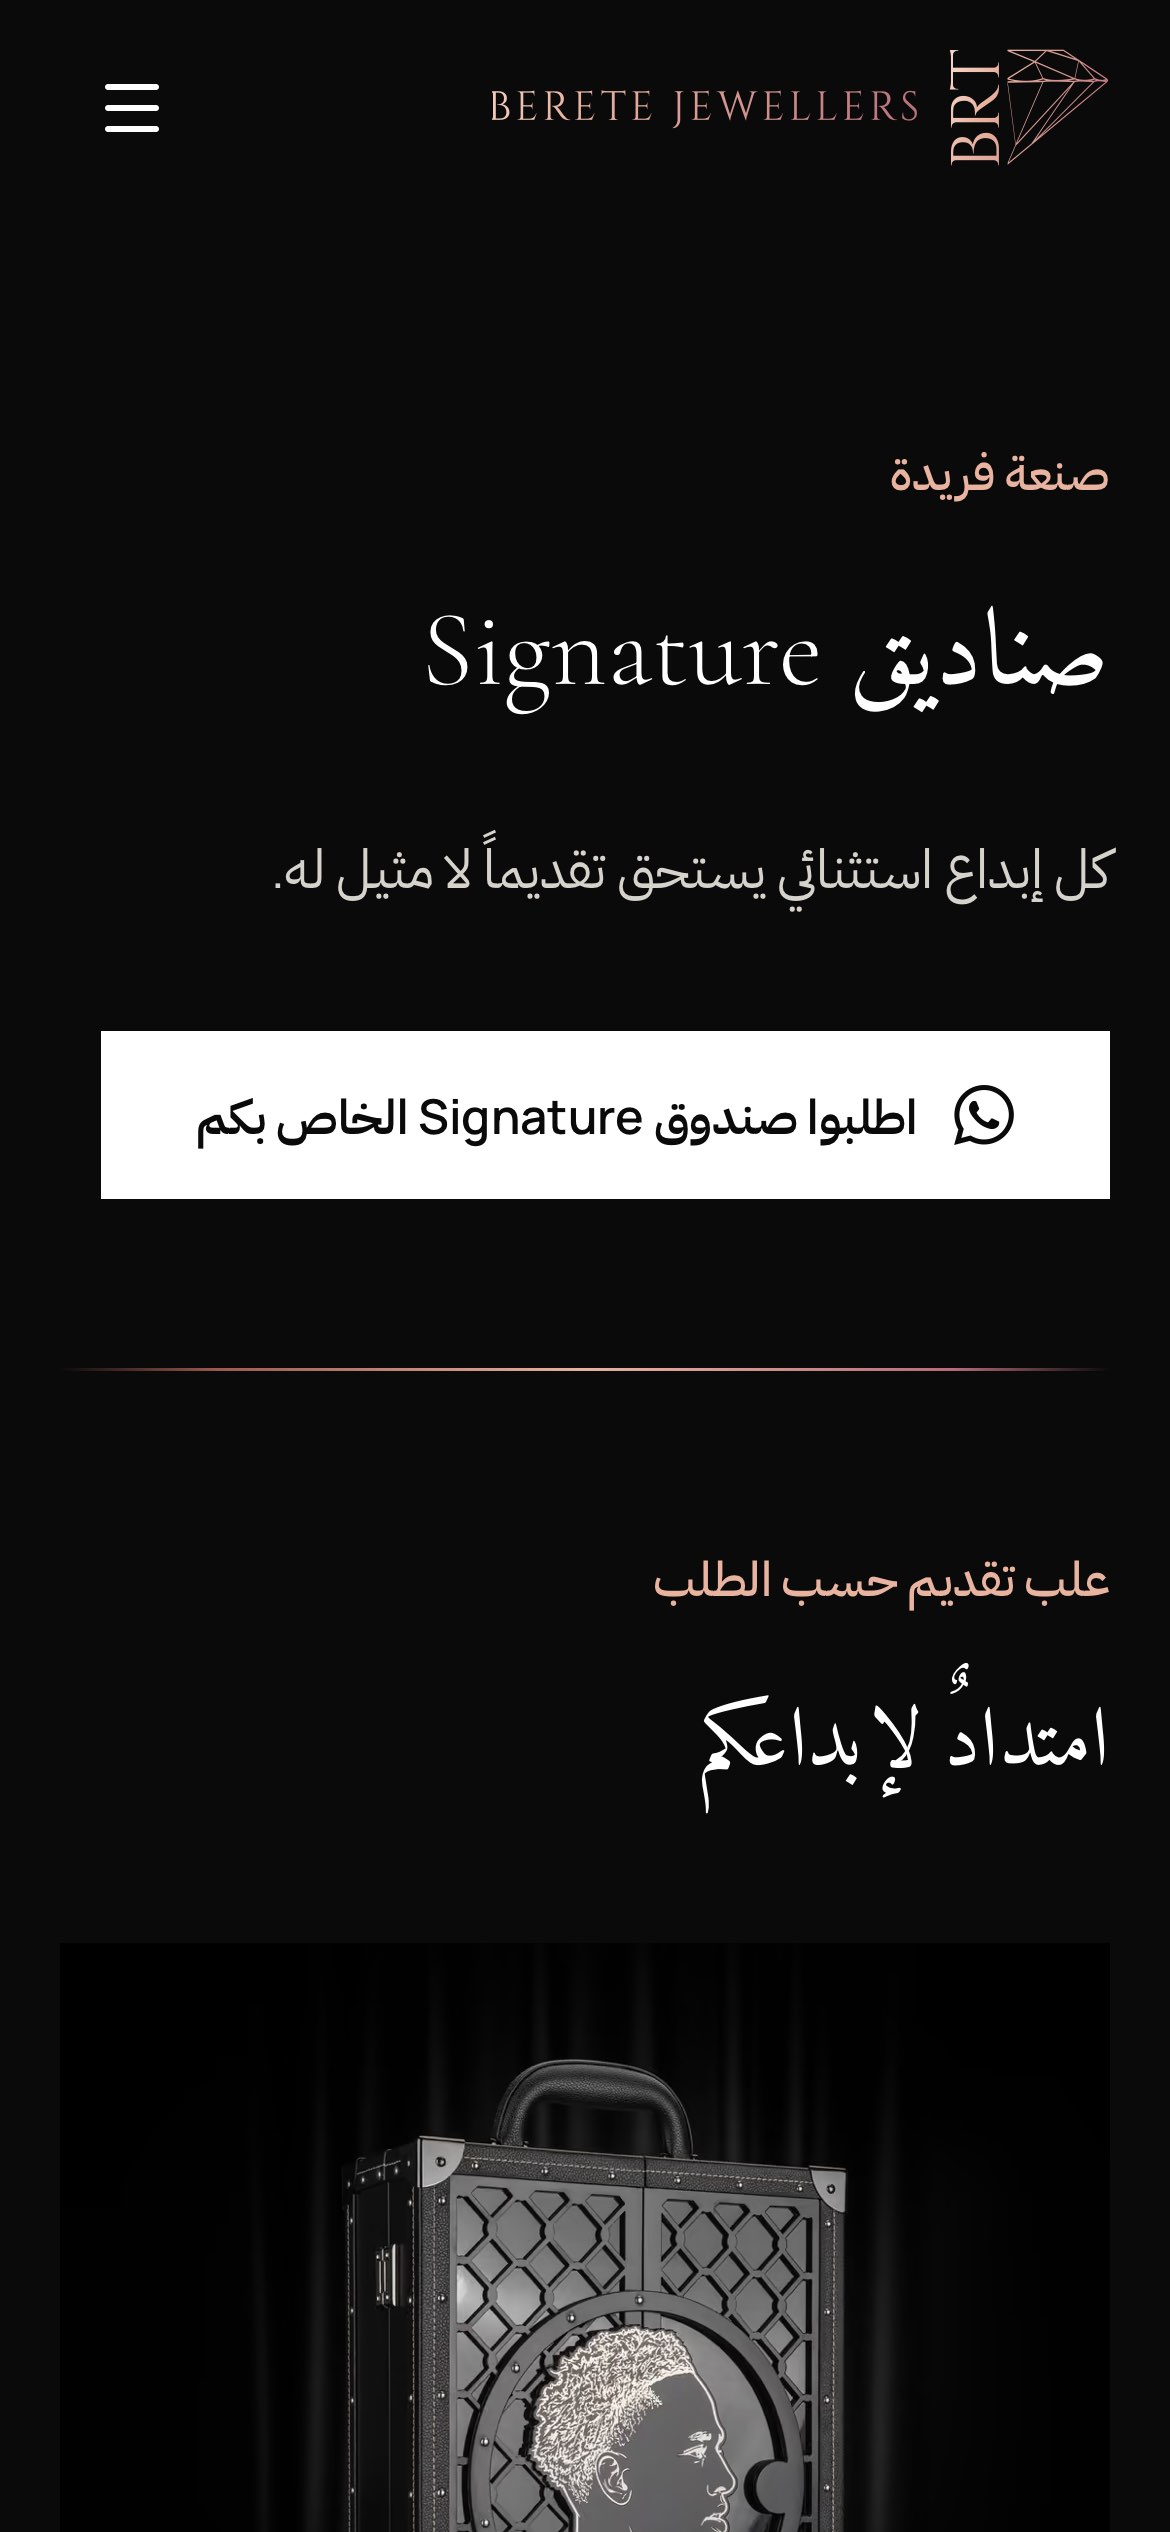 BRT
BERETE JEWELLERS
صنعة فريدة
صناديق Signature
كل إبداع استثنائي يستحق تقديماً لا مثيل له.
اطلبوا صندوق Signature الخاص بكم
علب تقديم حسب الطلب
امتدادٌ لإبداعكم